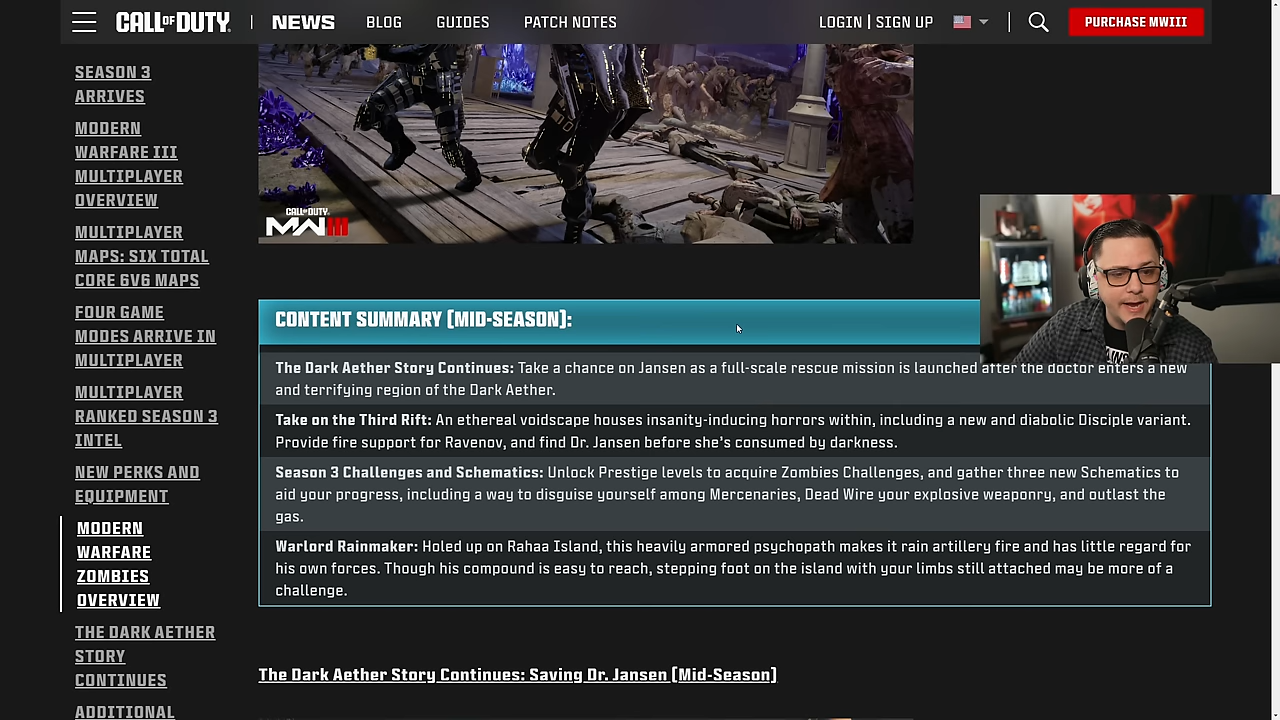 CALL OF DUTY
NEWS
BLOG
GUIDES
PATCH NOTES
LOGIN | SIGN UP
PURCHASE MWIII
SEASON 3
ARRIVES
MODERN
WARFARE III
MULTIPLAYER
OVERVIEW
MULTIPLAYER
MAPS: SIX TOTAL
CORE 6V6 MAPS
FOUR GAME
MODES ARRIVE IN
MULTIPLAYER
MULTIPLAYER
RANKED SEASON 3
INTEL
NEW PERKS AND
EQUIPMENT
MODERN
WARFARE
ZOMBIES
OVERVIEW
THE DARK AETHER
STORY
CONTINUES
ADDITIONAL
CALL OF DUTY
MWIII
CONTENT SUMMARY (MID-SEASON):
The Dark Aether Story Continues: Take a chance on Jansen as a full-scale rescue mission is launched after the doctor enters a new
and terrifying region of the Dark Aether.
Take on the Third Rift: An ethereal voidscape houses insanity-inducing horrors within, including a new and diabolic Disciple variant.
Provide fire support for Ravenov, and find Dr. Jansen before she's consumed by darkness.
Season 3 Challenges and Schematics: Unlock Prestige levels to acquire Zombies Challenges, and gather three new Schematics to
aid your progress, including a way to disguise yourself among Mercenaries, Dead Wire your explosive weaponry, and outlast the
gas.
Warlord Rainmaker: Holed up on Rahaa Island, this heavily armored psychopath makes it rain artillery fire and has little regard for
his own forces. Though his compound is easy to reach, stepping foot on the island with your limbs still attached may be more of a
challenge.
The Dark Aether Story Continues: Saving Dr. Jansen (Mid-Season)